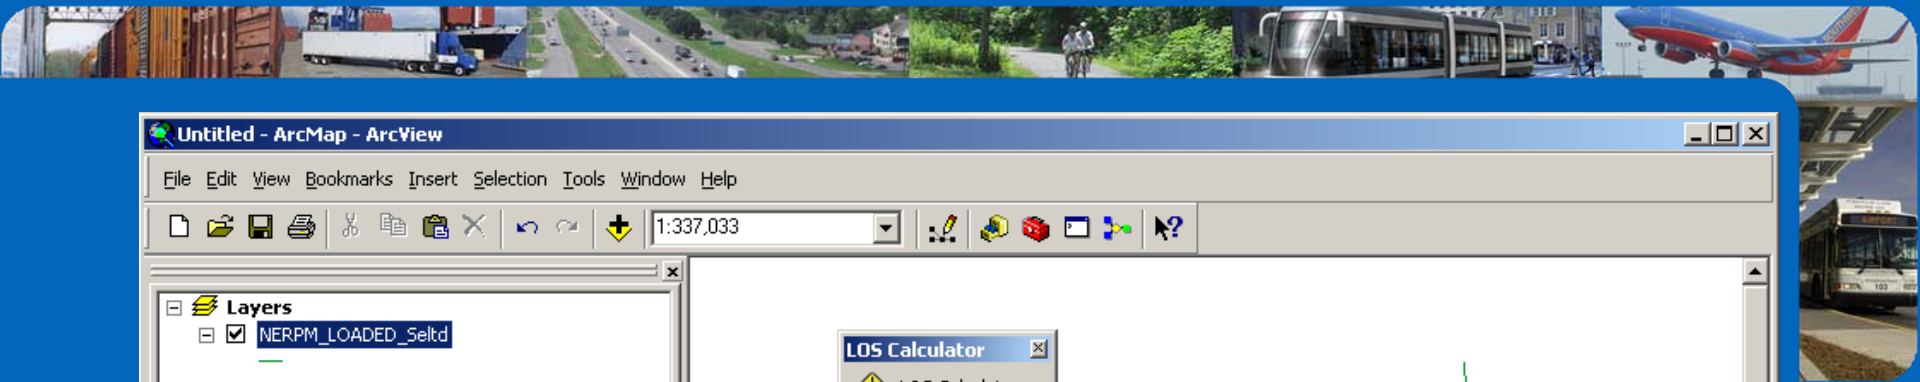 Untitled - ArcMap - ArcView
File Edit View Bookmarks Insert Selection Tools Window Help
1:337,033
Layers
NERPM_LOADED_Seltd
LOS Calculator